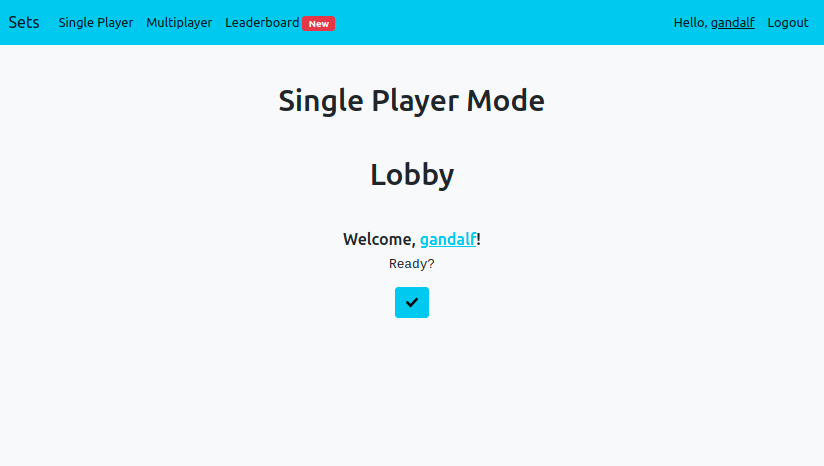 Sets Single Player Multiplayer Leaderboard New Hello, gandalf Logout
Single Player Mode
Lobby
Welcome, gandalf!
Ready?